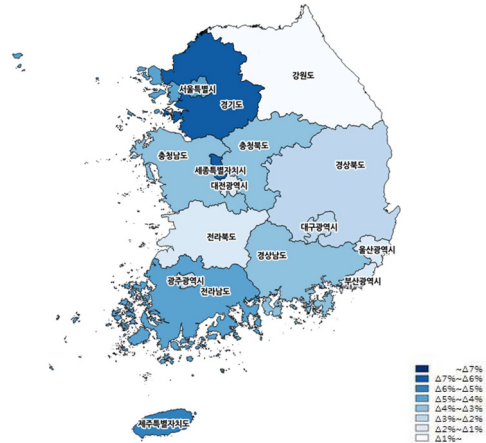 강원도
서울특별시
경기도
충청북도
충청남도
경상북도
세종특별자치시
대전광역시
대구광역시
전라북도
울산광역시
경상남도
부산광역시
광주광역시
전라남도
제주특별자치도
~△7%
△7%~△6%
△6%~△5%
△5%~△4%
△4%~△3%
△3%~△2%
△2%~△1%
△1%~